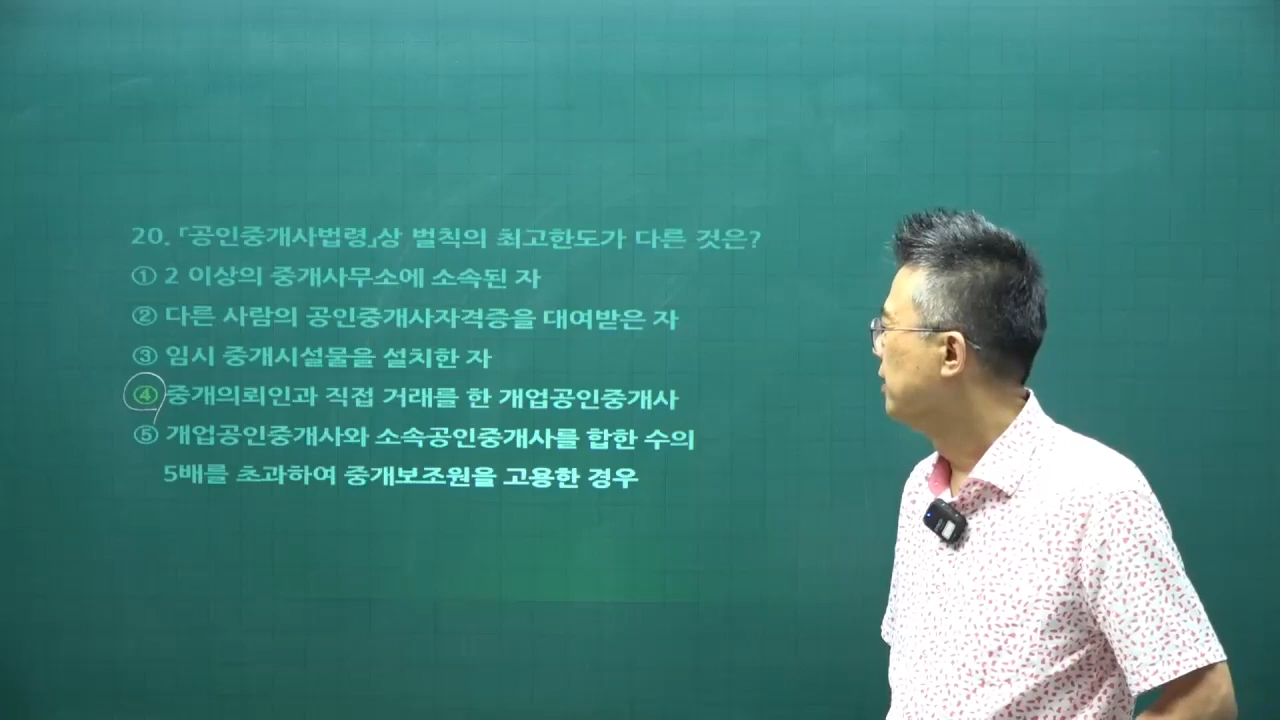 20. 「공인중개사법령」상 벌칙의 최고한도가 다른 것은?
① 2 이상의 중개사무소에 소속된 자
② 다른 사람의 공인중개사자격증을 대여받은 자
③ 임시 중개시설물을 설치한 자
④ 중개의뢰인과 직접 거래를 한 개업공인중개사
⑤ 개업공인중개사와 소속공인중개사를 합한 수의
5배를 초과하여 중개보조원을 고용한 경우